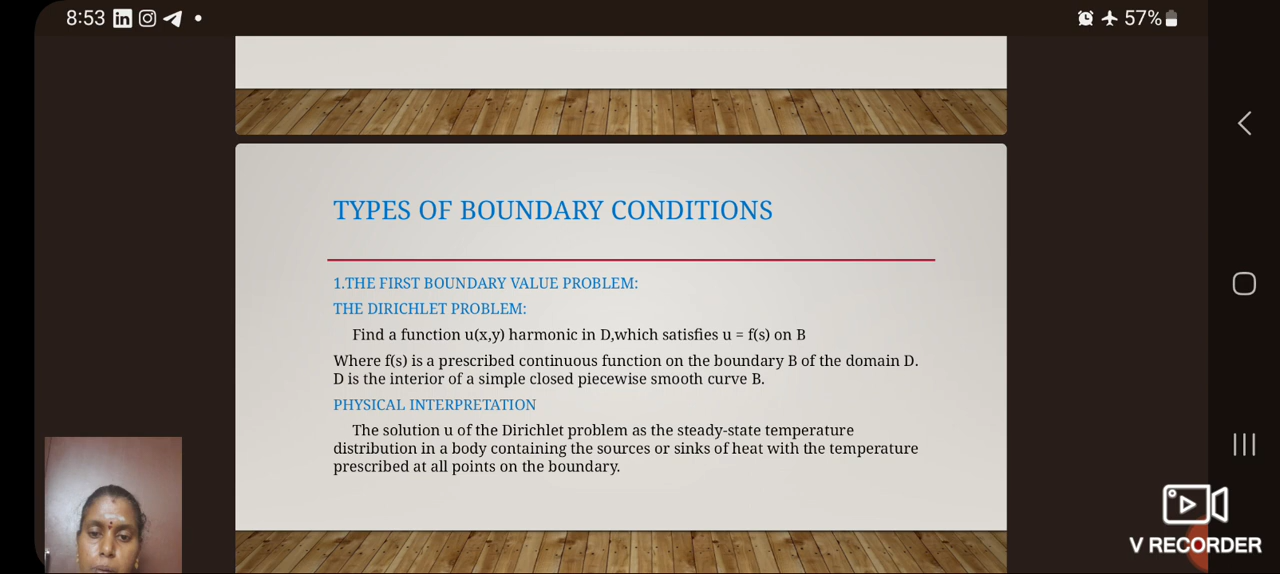 8:53
57%
TYPES OF BOUNDARY CONDITIONS
1.THE FIRST BOUNDARY VALUE PROBLEM:
THE DIRICHLET PROBLEM:
Find a function u(x,y) harmonic in D,which satisfies u = f(s) on B
Where f(s) is a prescribed continuous function on the boundary B of the domain D.
D is the interior of a simple closed piecewise smooth curve B.
PHYSICAL INTERPRETATION
The solution u of the Dirichlet problem as the steady-state temperature
distribution in a body containing the sources or sinks of heat with the temperature
prescribed at all points on the boundary.
V RECORDER